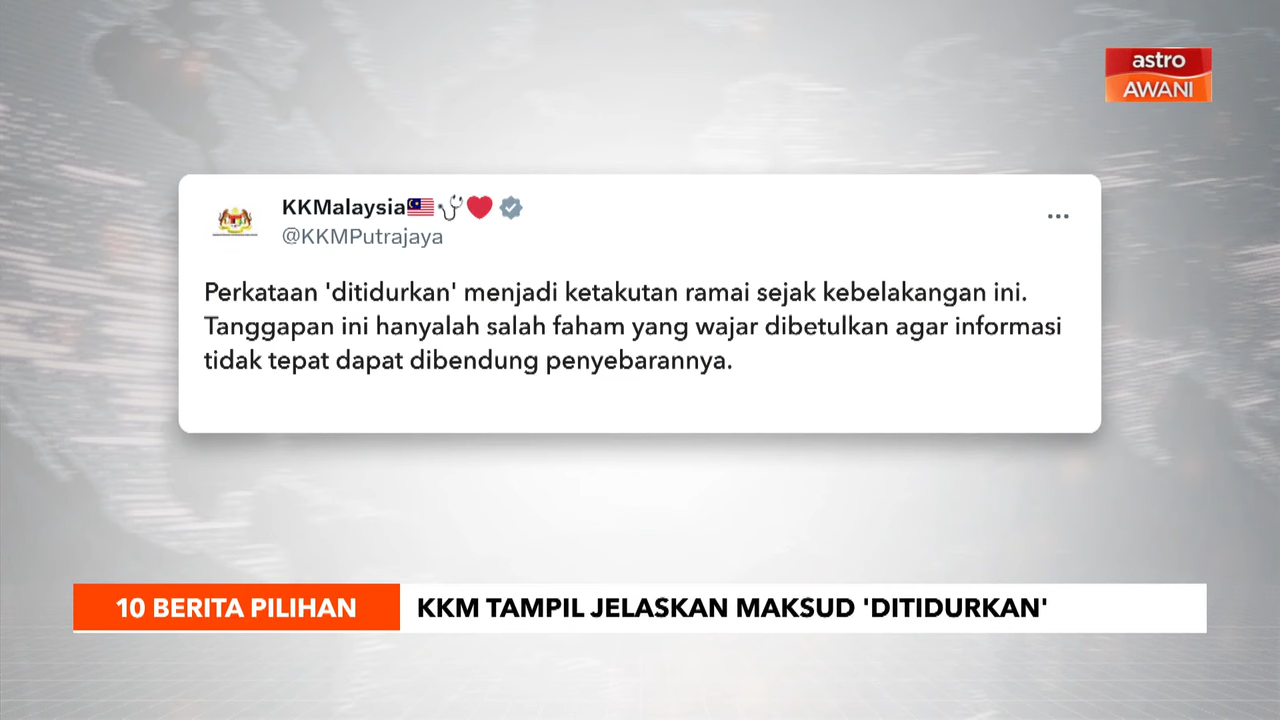 astro
AWANI
KKMalaysia🇲🇾🩺❤️
@KKMPutrajaya
Perkataan 'ditidurkan' menjadi ketakutan ramai sejak kebelakangan ini.
Tanggapan ini hanyalah salah faham yang wajar dibetulkan agar informasi
tidak tepat dapat dibendung penyebarannya.
10 BERITA PILIHAN
KKM TAMPIL JELASKAN MAKSUD 'DITIDURKAN'